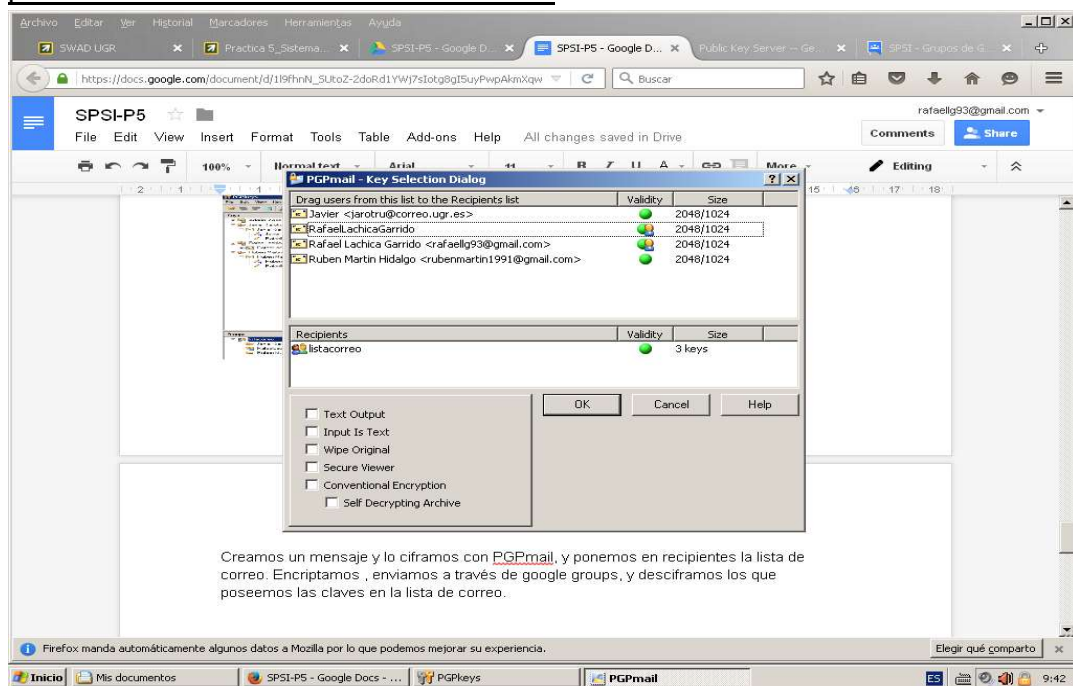 Archivo Editar Ver Historial Marcadores Herramientas Ayuda
SWAD UGR
Practica 5_Sistema...
SPSI-P5 - Google D...
SPSI-P5 - Google D...
Public Key Server -- Ge...
SPSI - Grupos de G...
https://docs.google.com/document/d/1l9fhnN_SUtoZ-2doRd1YWj7sIotg8gI5uyPwpAkmXqw
Buscar
SPSI-P5
rafaellg93@gmail.com
File Edit View Insert Format Tools Table Add-ons Help All changes saved in Drive
Comments
Share
100% Normal text Arial 11 B I U A More
Editing
2 1 1 15 16 17 18
PGPmail - Key Selection Dialog
Drag users from this list to the Recipients list Validity Size
Javier <jarotru@correo.ugr.es> 2048/1024
RafaelLachicaGarrido 2048/1024
Rafael Lachica Garrido <rafaellg93@gmail.com> 2048/1024
Ruben Martin Hidalgo <rubenmartin1991@gmail.com> 2048/1024
Recipients Validity Size
listacorreo 3 keys
OK Cancel Help
Text Output
Input Is Text
Wipe Original
Secure Viewer
Conventional Encryption
Self Decrypting Archive
Creamos un mensaje y lo ciframos con PGPmail, y ponemos en recipientes la lista de
correo. Encriptamos , enviamos a través de google groups, y desciframos los que
poseemos las claves en la lista de correo.
Firefox manda automáticamente algunos datos a Mozilla por lo que podemos mejorar su experiencia.
Elegir qué comparto
Inicio
Mis documentos
SPSI-P5 - Google Docs - ...
PGPkeys
PGPmail
ES
9:42